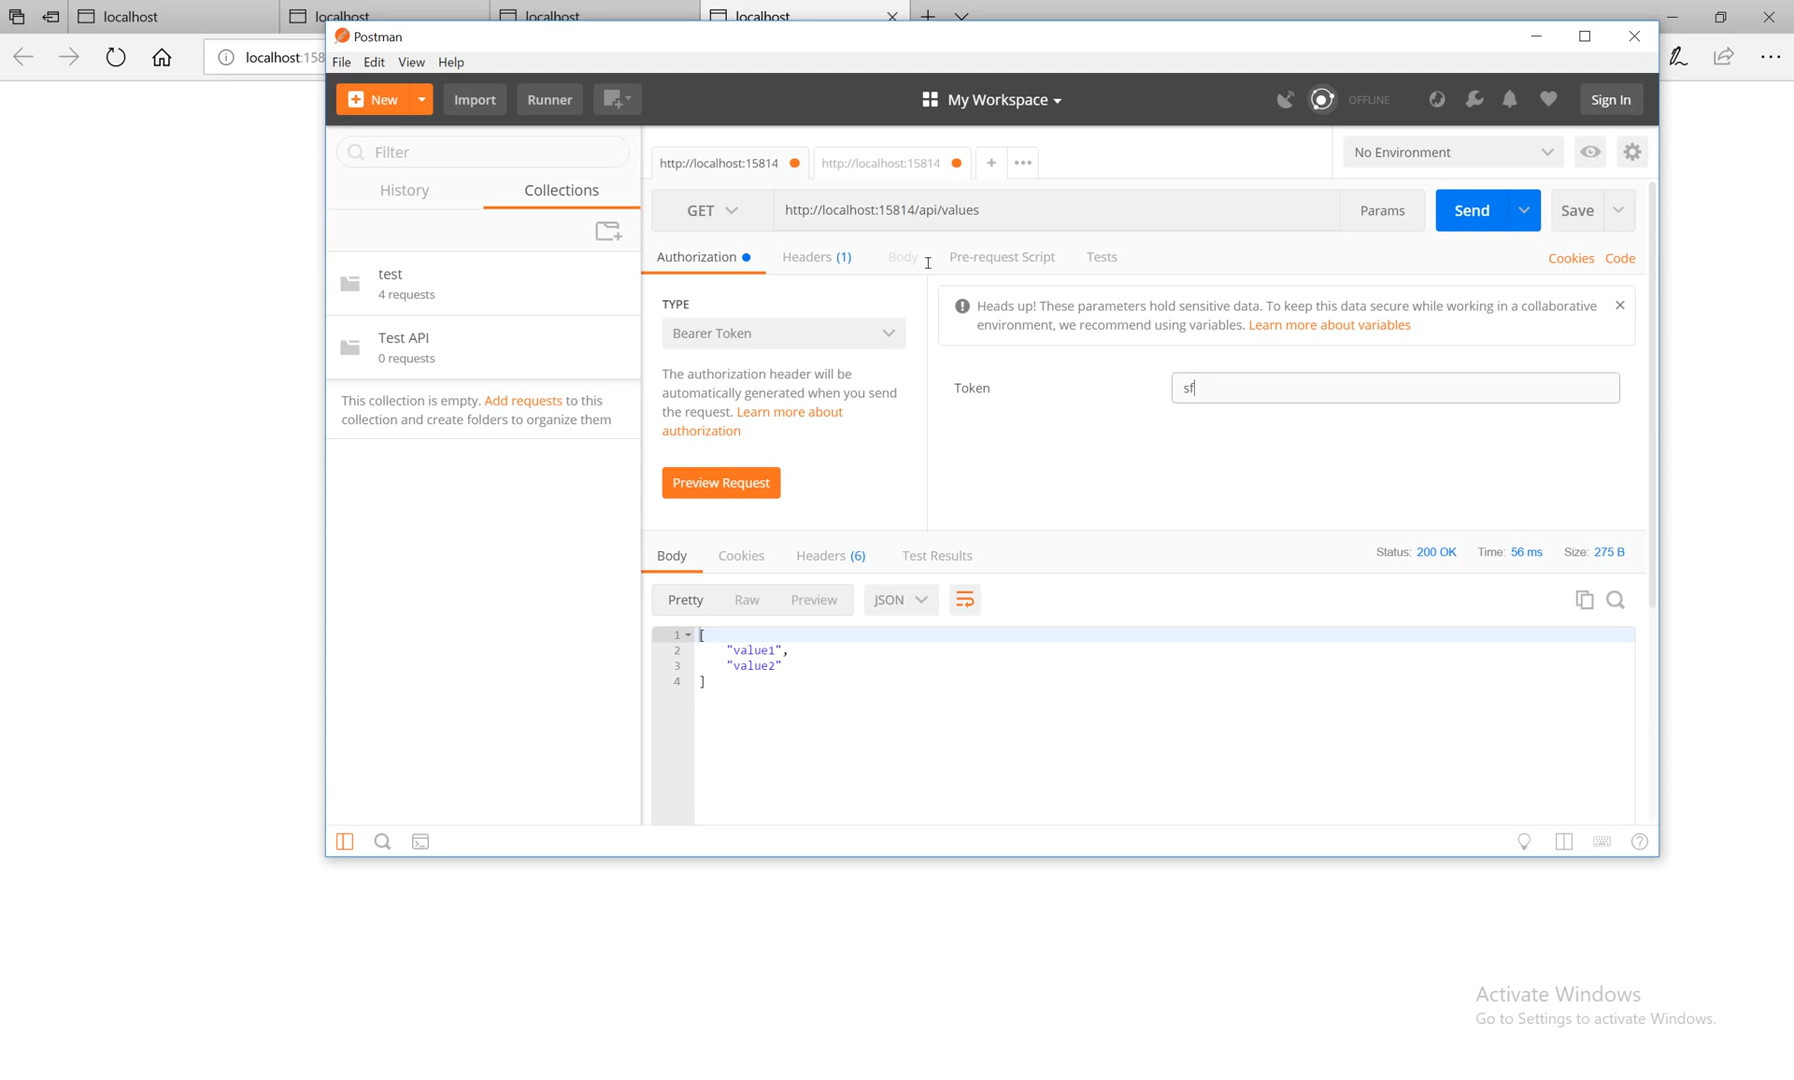 localhost
localhost
localhost
localhost
localhost:158
Postman
File Edit View Help
New Import Runner My Workspace OFFLINE Sign In
Filter
History Collections
test
4 requests
Test API
0 requests
This collection is empty. Add requests to this
collection and create folders to organize them
http://localhost:15814 http://localhost:15814 No Environment
GET http://localhost:15814/api/values Params Send Save
Authorization Headers (1) Body Pre-request Script Tests Cookies Code
TYPE
Bearer Token
The authorization header will be
automatically generated when you send
the request. Learn more about
authorization
Preview Request
Heads up! These parameters hold sensitive data. To keep this data secure while working in a collaborative
environment, we recommend using variables. Learn more about variables
Token sf
Body Cookies Headers (6) Test Results Status: 200 OK Time: 56 ms Size: 275 B
Pretty Raw Preview JSON
1 [
2 "value1",
3 "value2"
4 ]
Activate Windows
Go to Settings to activate Windows.